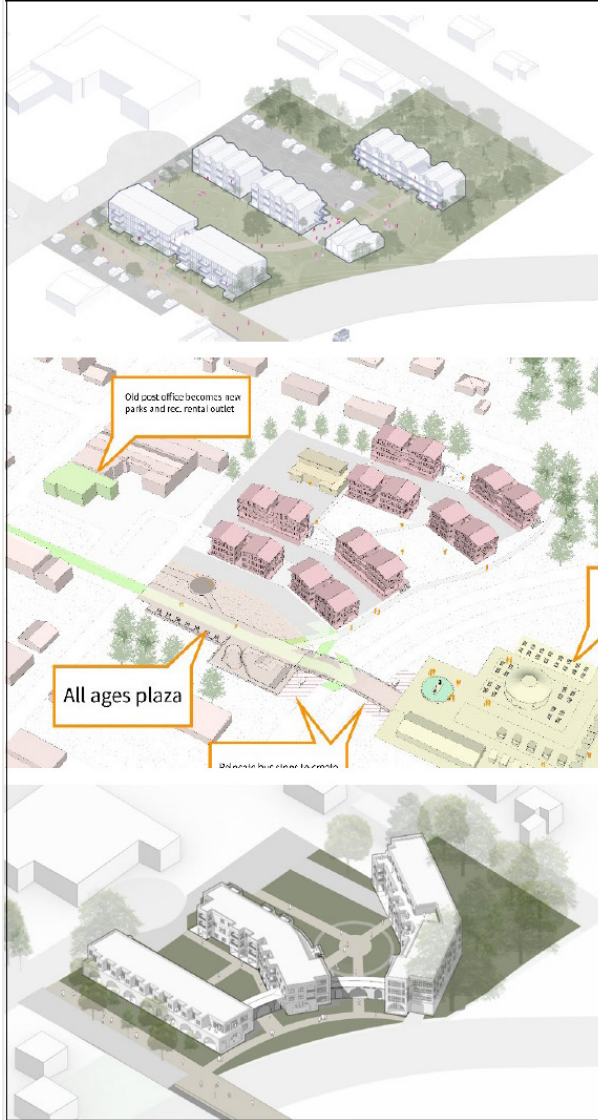 Old post office becomes new
parks and rec. rental outlet
All ages plaza